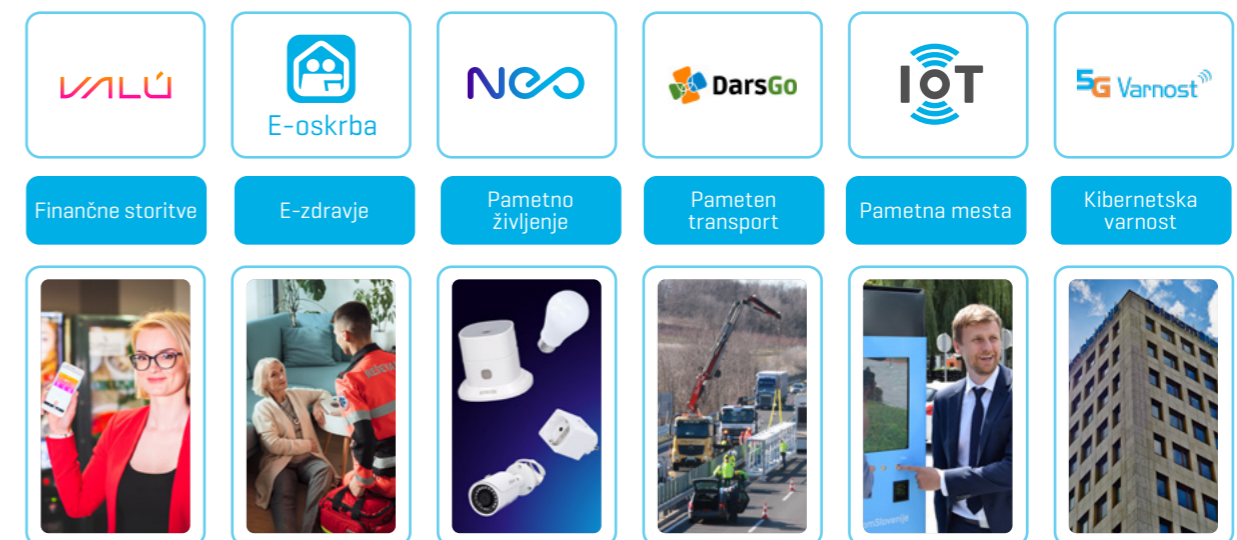 VALÚ
E-oskrba
NEO
DarsGo
IoT
5G Varnost
Finančne storitve
E-zdravje
Pametno
življenje
Pameten
transport
Pametna mesta
Kibernetska
varnost